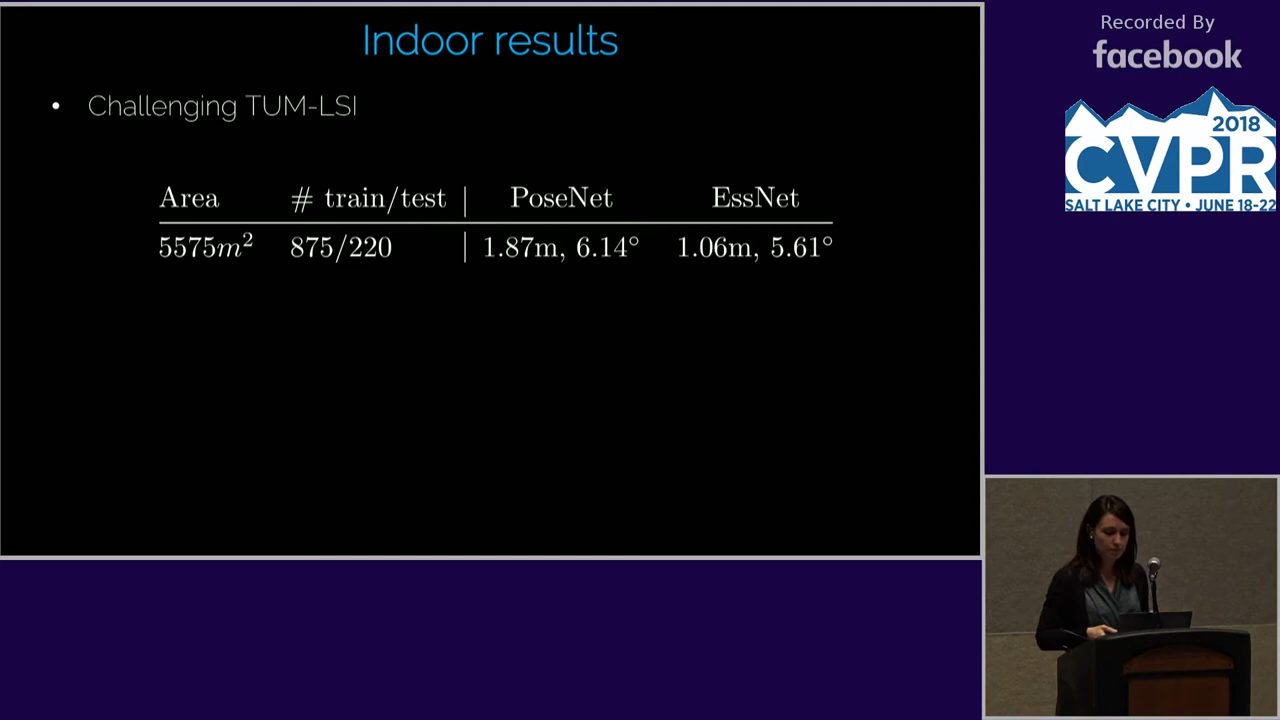 Indoor results
• Challenging TUM-LSI
Area # train/test | PoseNet EssNet
5575m² 875/220 | 1.87m, 6.14° 1.06m, 5.61°
Recorded By
facebook
2018
CVPR
SALT LAKE CITY • JUNE 18-22